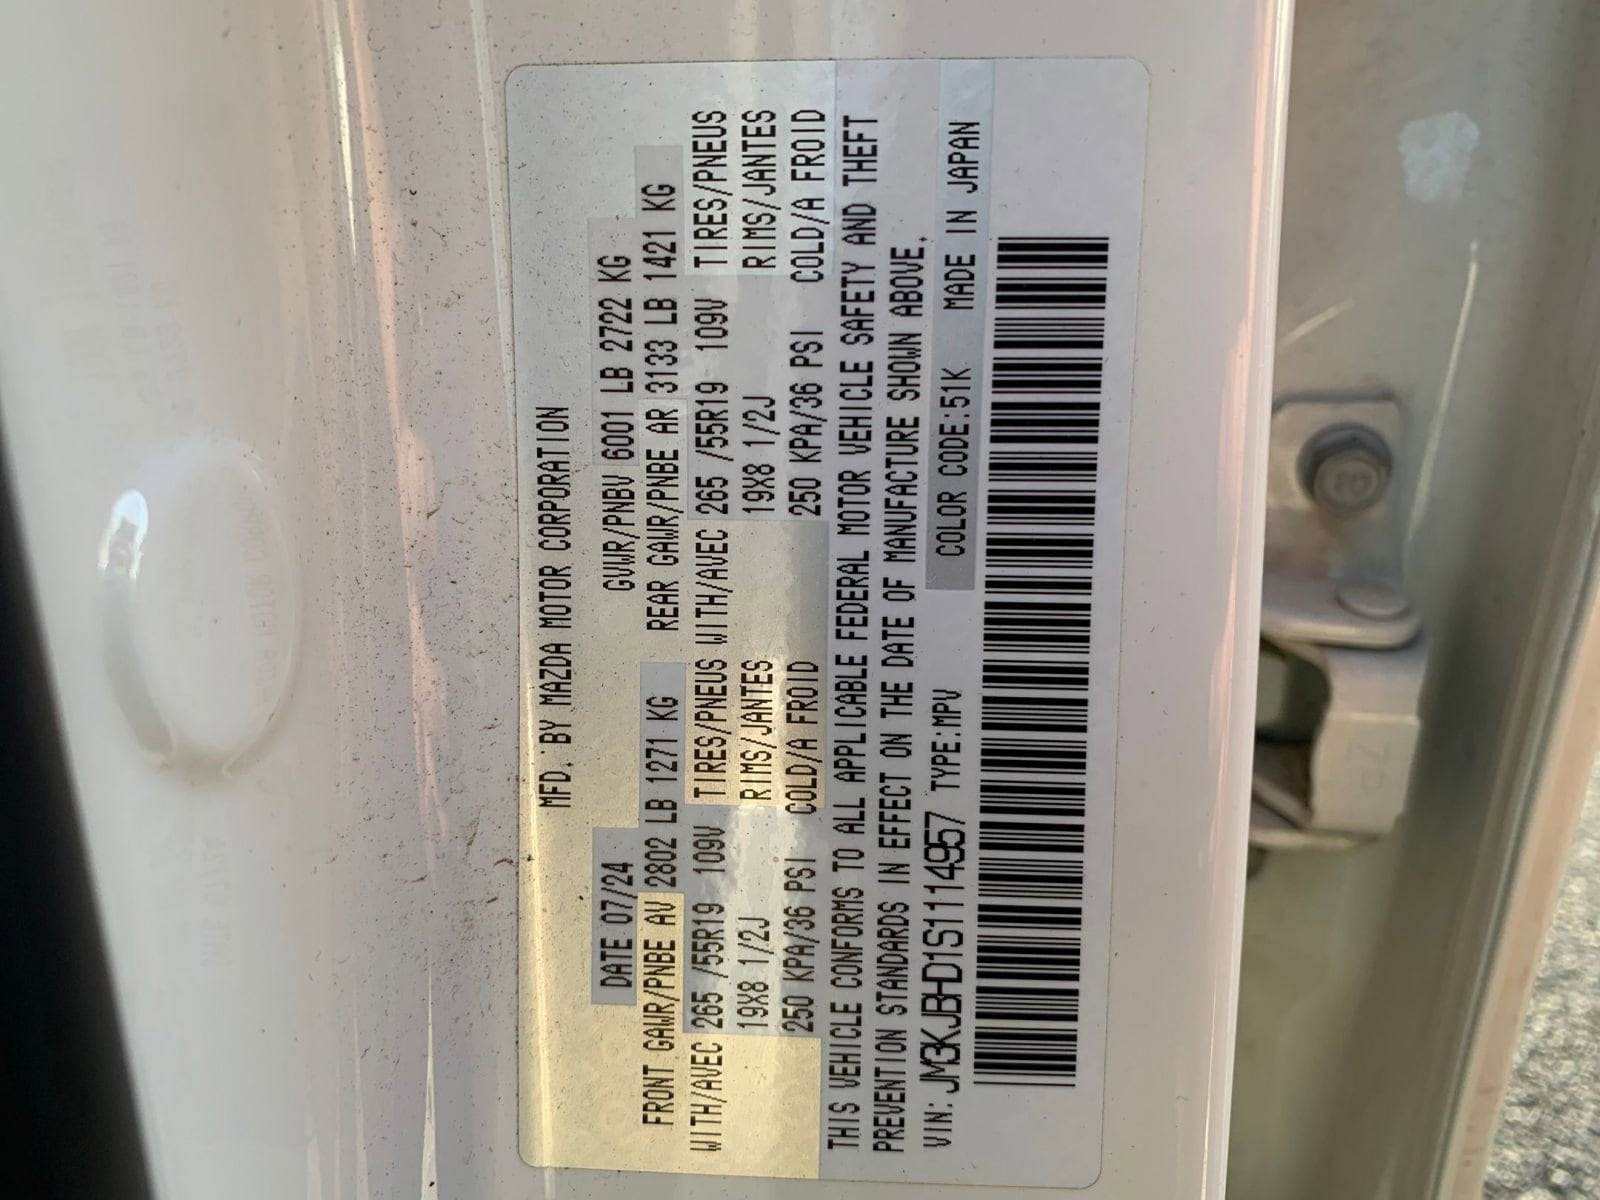 MFD. BY MAZDA MOTOR CORPORATION
DATE 07/24 GVWR/PNBV 6001 LB 2722 KG
FRONT GAWR/PNBE AV 2802 LB 1271 KG REAR GAWR/PNBE AR 3133 LB 1421 KG
WITH/AVEC 265 /55R19 109V TIRES/PNEUS WITH/AVEC 265 /55R19 109V TIRES/PNEUS
19X8 1/2J RIMS/JANTES 19X8 1/2J RIMS/JANTES
250 KPA/36 PSI COLD/A FROID 250 KPA/36 PSI COLD/A FROID
THIS VEHICLE CONFORMS TO ALL APPLICABLE FEDERAL MOTOR VEHICLE SAFETY AND THEFT
PREVENTION STANDARDS IN EFFECT ON THE DATE OF MANUFACTURE SHOWN ABOVE.
VIN: JM3KJBHD1S1114957 TYPE:MPV COLOR CODE:51K MADE IN JAPAN